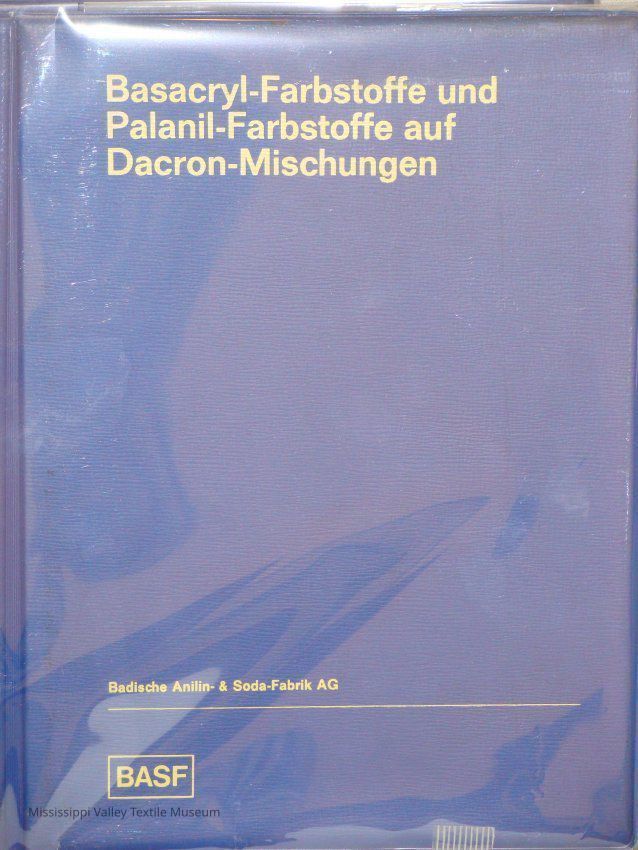 Basacryl-Farbstoffe und
Palanil-Farbstoffe auf
Dacron-Mischungen
Badische Anilin- & Soda-Fabrik AG
BASF
Mississippi Valley Textile Museum